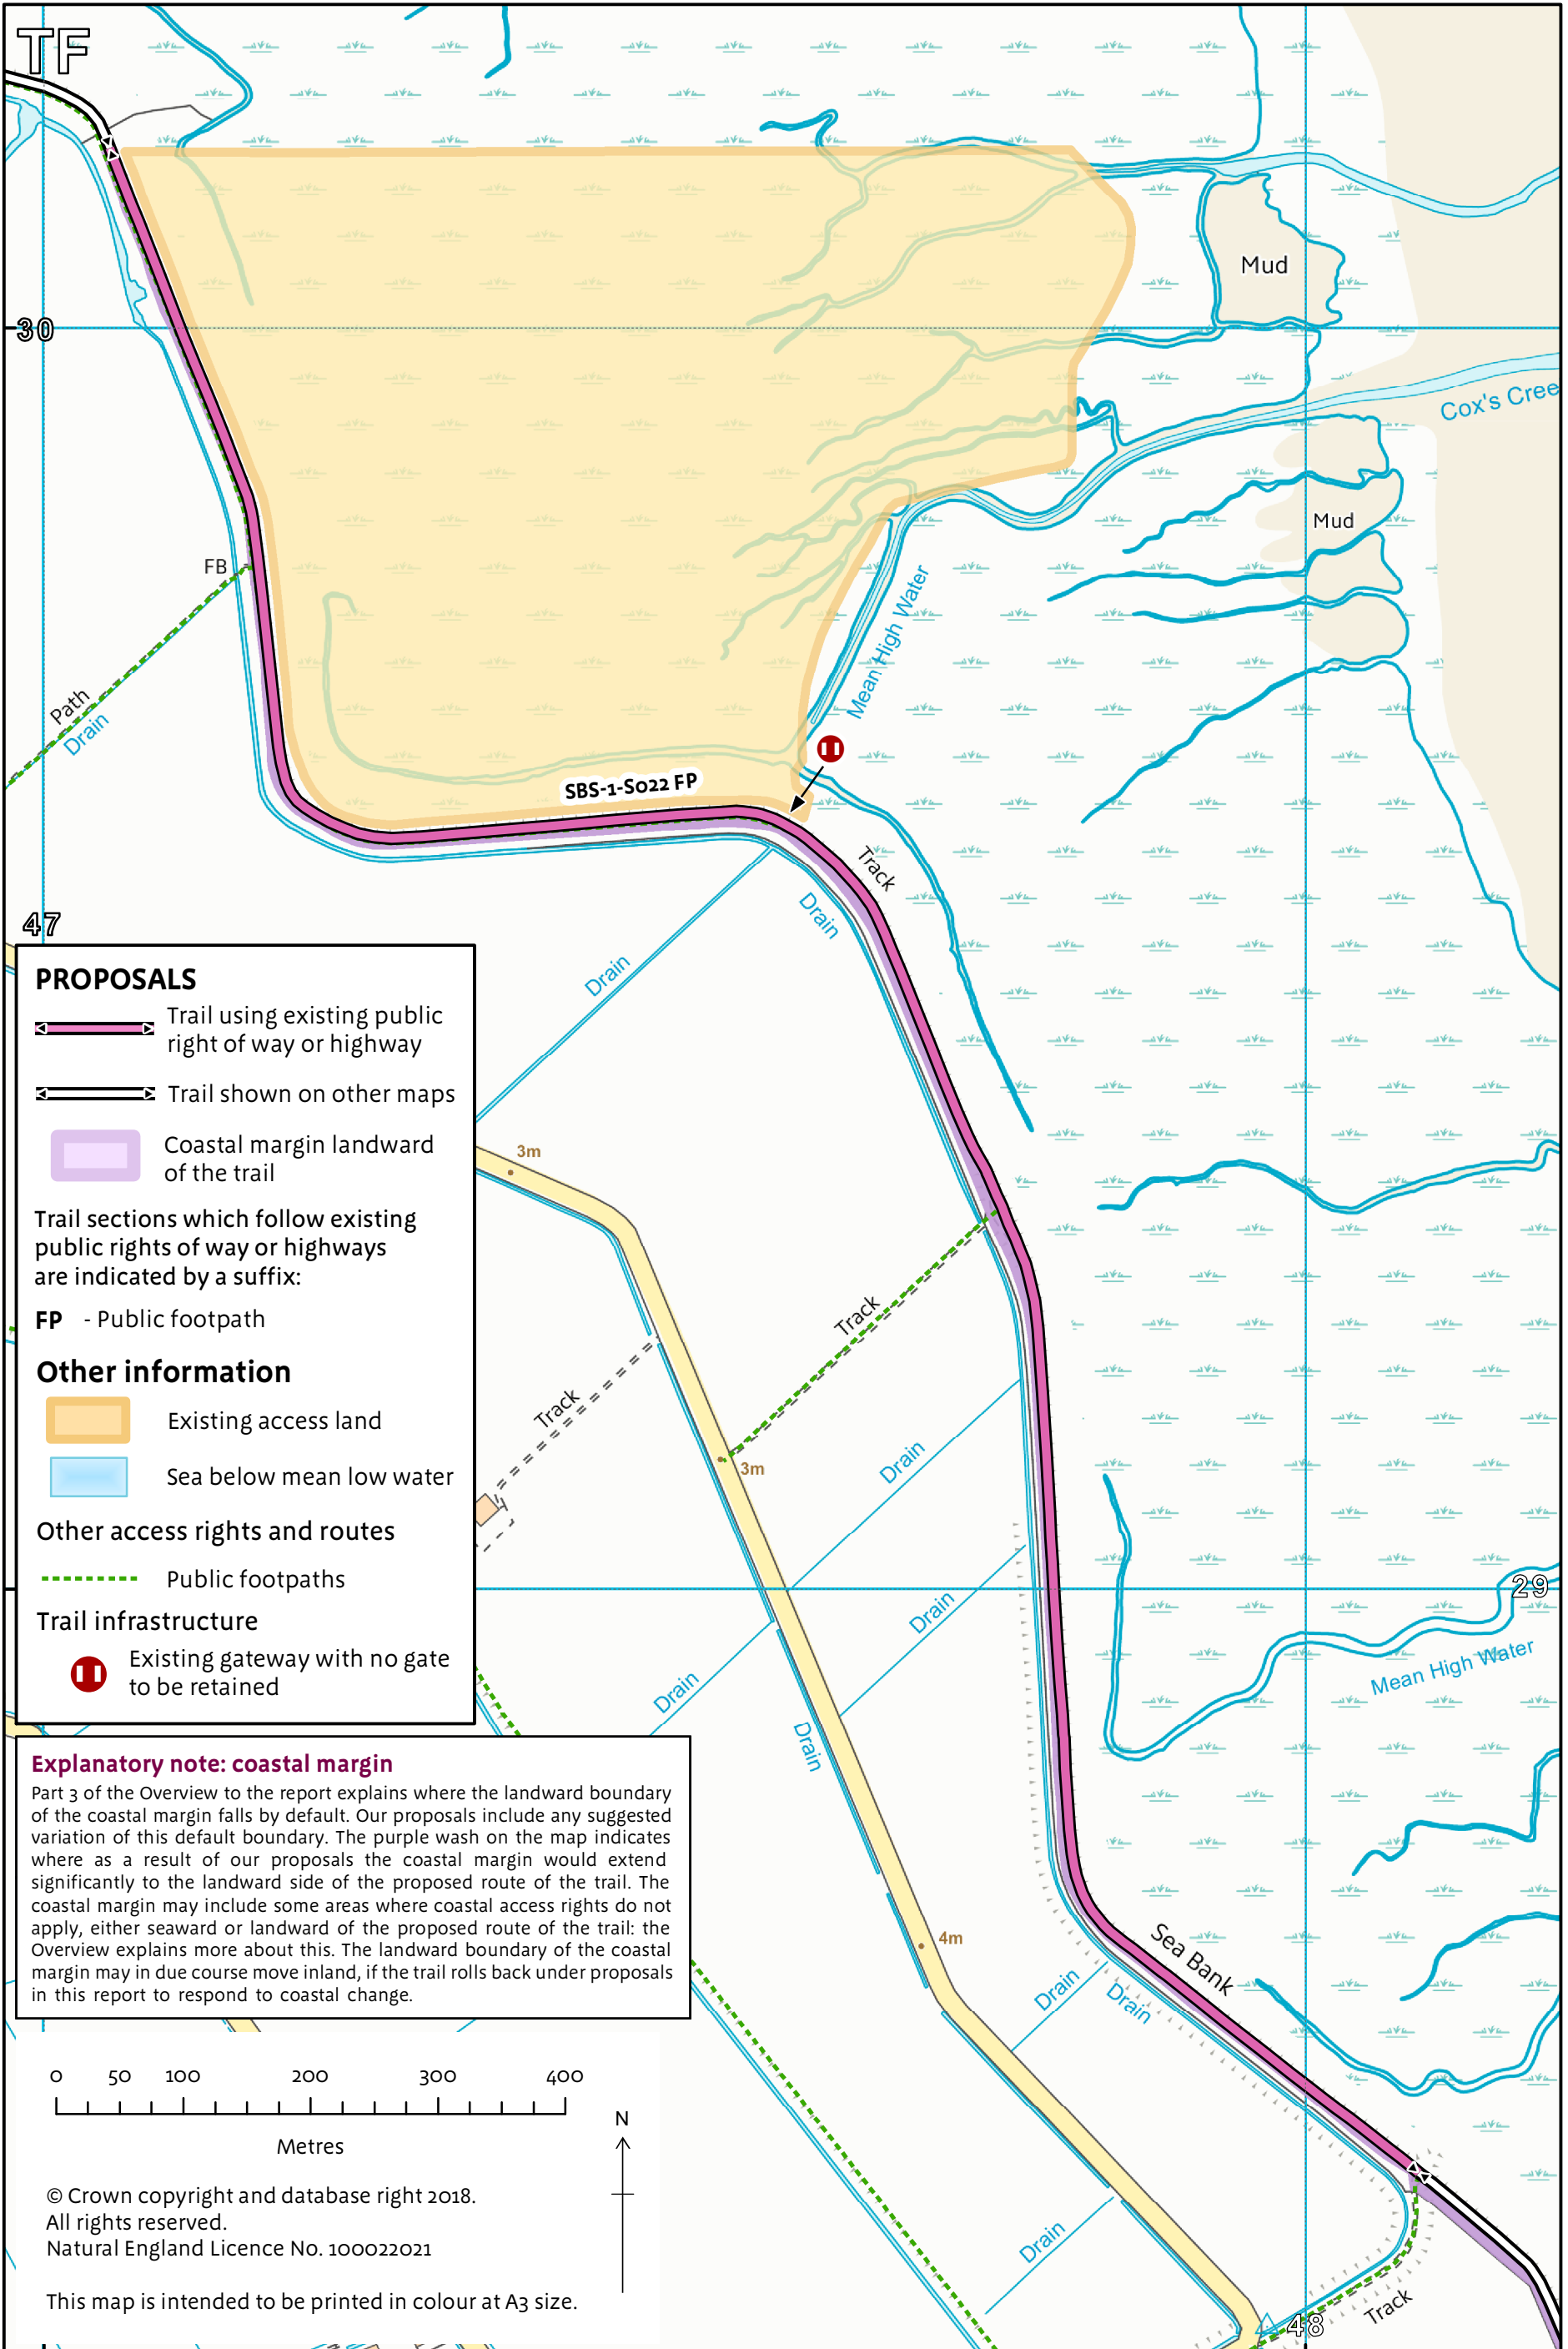 TF
Mud
30
Cox's Cree
Mud
FB
Mean High Water
Path
Drain
SBS-1-S022 FP
Track
Drain
47
Drain
PROPOSALS
Trail using existing public
right of way or highway
Trail shown on other maps
Coastal margin landward
of the trail
Trail sections which follow existing
public rights of way or highways
are indicated by a suffix:
FP - Public footpath
Other information
Existing access land
Sea below mean low water
Other access rights and routes
Public footpaths
Trail infrastructure
Existing gateway with no gate
to be retained
3m
Track
Track
3m
Drain
29
Drain
Mean High Water
Drain
Drain
Explanatory note: coastal margin
Part 3 of the Overview to the report explains where the landward boundary
of the coastal margin falls by default. Our proposals include any suggested
variation of this default boundary. The purple wash on the map indicates
where as a result of our proposals the coastal margin would extend
significantly to the landward side of the proposed route of the trail. The
coastal margin may include some areas where coastal access rights do not
apply, either seaward or landward of the proposed route of the trail: the
Overview explains more about this. The landward boundary of the coastal
margin may in due course move inland, if the trail rolls back under proposals
in this report to respond to coastal change.
4m
Sea Bank
Drain
Drain
0 50 100 200 300 400
Metres
N
© Crown copyright and database right 2018.
All rights reserved.
Natural England Licence No. 100022021
This map is intended to be printed in colour at A3 size.
Drain
Track
48